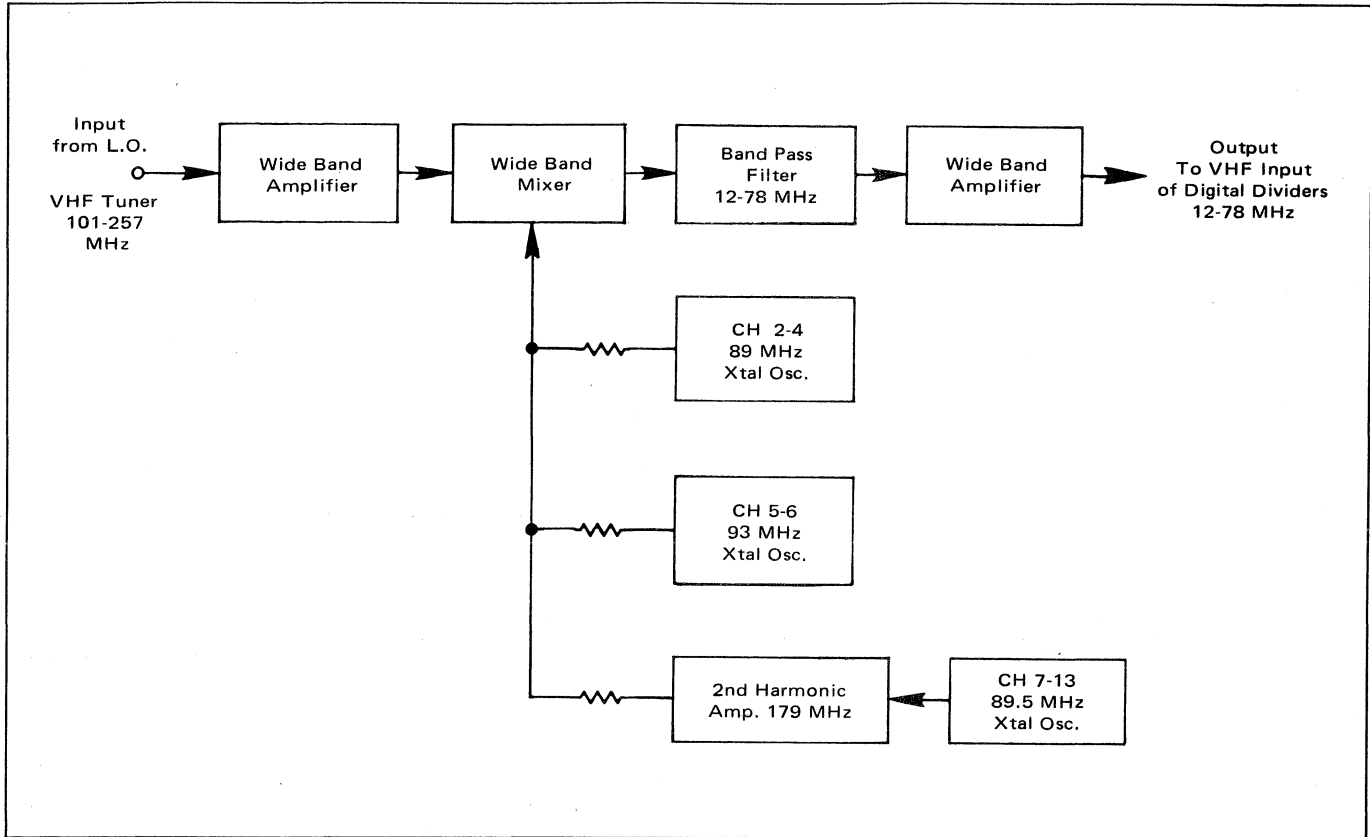 Input
from L.O.
VHF Tuner
101-257
MHz
Wide Band
Amplifier
Wide Band
Mixer
Band Pass
Filter
12-78 MHz
Wide Band
Amplifier
Output
To VHF Input
of Digital Dividers
12-78 MHz
CH 2-4
89 MHz
Xtal Osc.
CH 5-6
93 MHz
Xtal Osc.
2nd Harmonic
Amp. 179 MHz
CH 7-13
89.5 MHz
Xtal Osc.